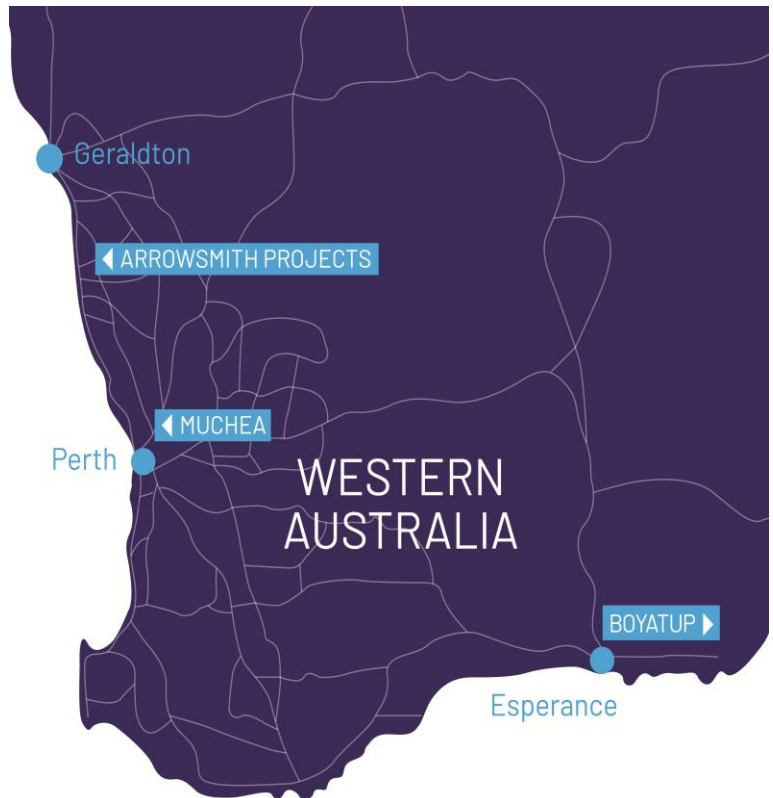 Geraldton
ARROWSMITH PROJECTS
MUCHEA
Perth
WESTERN
AUSTRALIA
BOYATUP
Esperance